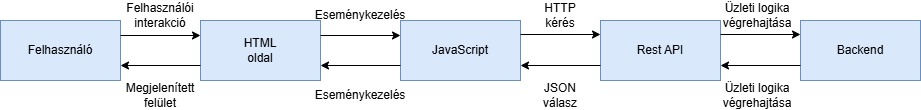 Felhasználói
interakció
Eseménykezelés
HTTP
kérés
Üzleti logika
végrehajtása
Felhasználó
HTML
oldal
JavaScript
Rest API
Backend
Megjelenített
felület
Eseménykezelés
JSON
válasz
Üzleti logika
végrehajtása